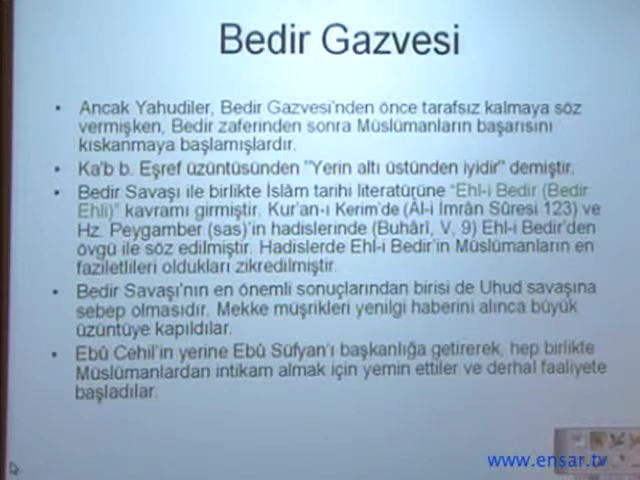 Bedir Gazvesi
• Ancak Yahudiler, Bedir Gazvesi'nden önce tarafsız kalmaya söz
vermişken, Bedir zaferinden sonra Müslümanların başarısını
kıskanmaya başlamışlardır.
• Ka'b b. Eşref üzüntüsünden "Yerin altı üstünden iyidir" demiştir.
• Bedir Savaşı ile birlikte İslâm tarihi literatürüne "Ehl-i Bedir (Bedir
Ehli)" kavramı girmiştir. Kur'an-ı Kerim'de (Âl-i İmrân Sûresi 123) ve
Hz. Peygamber (sas)'in hadislerinde (Buhârî, V, 9) Ehl-i Bedir'den
övgü ile söz edilmiştir. Hadislerde Ehl-i Bedir'in Müslümanların en
faziletlileri oldukları zikredilmiştir.
• Bedir Savaşı'nın en önemli sonuçlarından birisi de Uhud savaşına
sebep olmasıdır. Mekke müşrikleri yenilgi haberini alınca büyük
üzüntüye kapıldılar.
• Ebû Cehil'in yerine Ebû Süfyan'ı başkanlığa getirerek, hep birlikte
Müslümanlardan intikam almak için yemin ettiler ve derhal faaliyete
başladılar.
www.ensar.tv